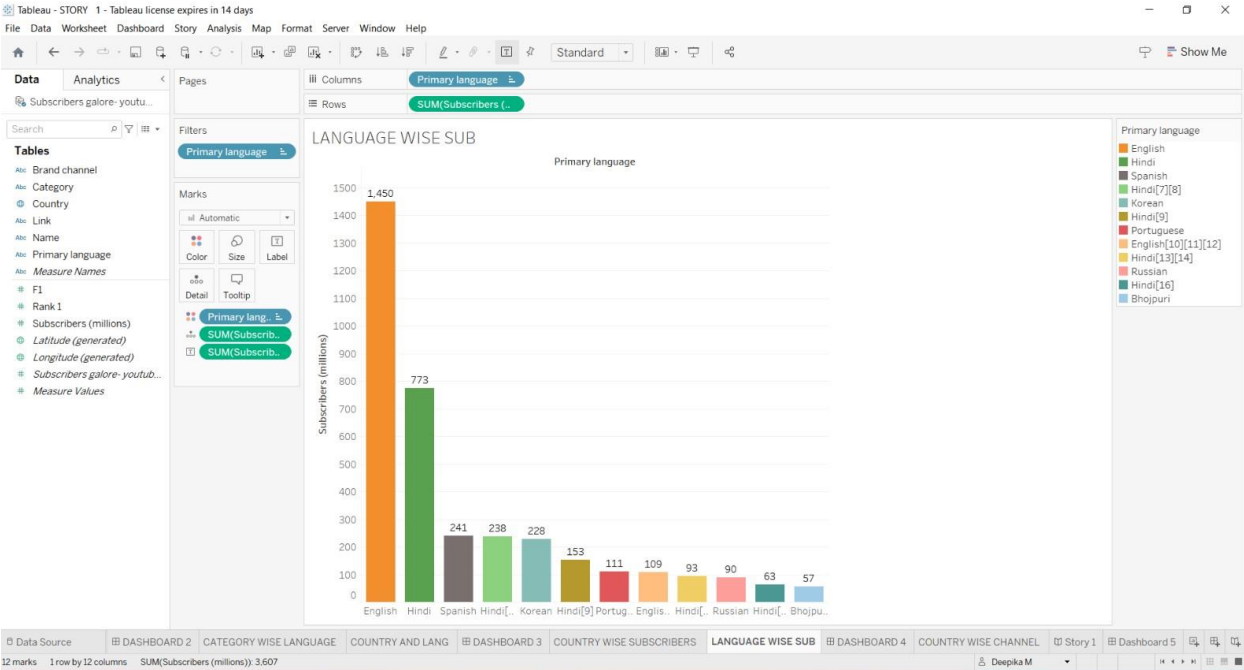 Tableau - STORY 1 - Tableau license expires in 14 days
File Data Worksheet Dashboard Story Analysis Map Format Server Window Help
Standard
Show Me
Data Analytics
Subscribers galore- youtu...
Search
Tables
Abc Brand channel
Abc Category
Country
Abc Link
Abc Name
Abc Primary language
Abc Measure Names
# F1
# Rank 1
# Subscribers (millions)
Latitude (generated)
Longitude (generated)
# Subscribers galore- youtub...
# Measure Values
Pages
Filters
Primary language
Marks
Automatic
Color Size Label
Detail Tooltip
Primary lang..
SUM(Subscrib..
SUM(Subscrib..
Columns Primary language
Rows SUM(Subscribers (..
LANGUAGE WISE SUB
Primary language
Subscribers (millions)
1500
1400
1300
1200
1100
1000
900
800
700
600
500
400
300
200
100
0
1,450
773
241
238
228
153
111
109
93
90
63
57
English Hindi Spanish Hindi[.. Korean Hindi[9] Portug.. Englis.. Hindi[.. Russian Hindi[.. Bhojpu..
Primary language
English
Hindi
Spanish
Hindi[7][8]
Korean
Hindi[9]
Portuguese
English[10][11][12]
Hindi[13][14]
Russian
Hindi[16]
Bhojpuri
Data Source DASHBOARD 2 CATEGORY WISE LANGUAGE COUNTRY AND LANG DASHBOARD 3 COUNTRY WISE SUBSCRIBERS LANGUAGE WISE SUB DASHBOARD 4 COUNTRY WISE CHANNEL Story 1 Dashboard 5
12 marks 1 row by 12 columns SUM(Subscribers (millions)): 3,607 Deepika M